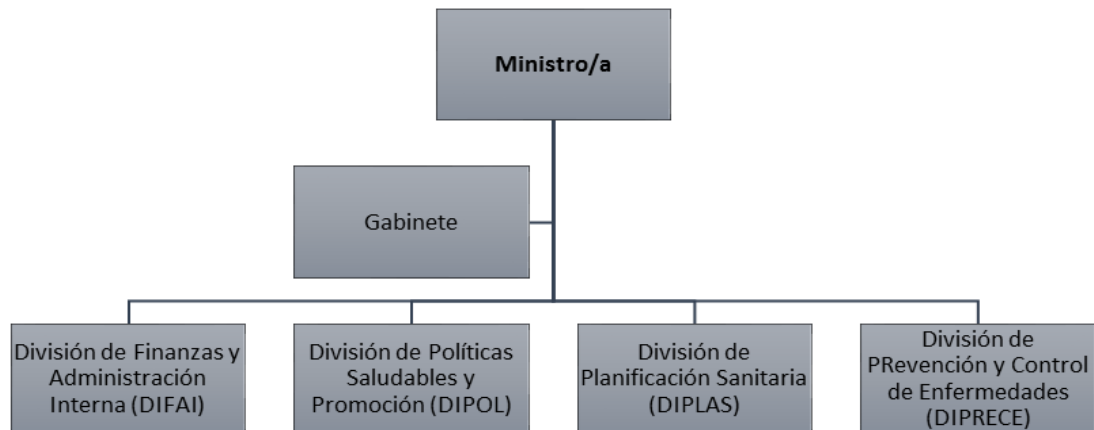 Ministro/a
Gabinete
División de Finanzas y
Administración
Interna (DIFAI)
División de Políticas
Saludables y
Promoción (DIPOL)
División de
Planificación Sanitaria
(DIPLAS)
División de
PRevención y Control
de Enfermedades
(DIPRECE)